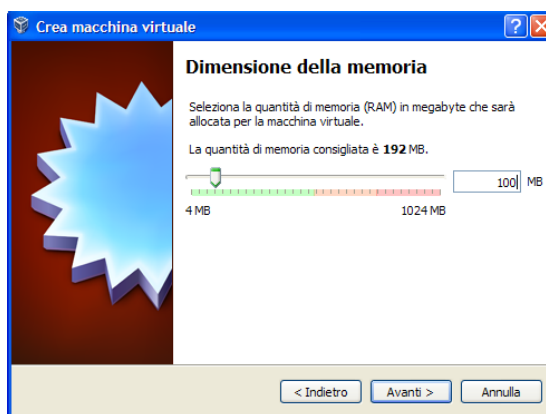 Crea macchina virtuale
Dimensione della memoria
Seleziona la quantità di memoria (RAM) in megabyte che sarà
allocata per la macchina virtuale.
La quantità di memoria consigliata è 192 MB.
100 MB
4 MB 1024 MB
< Indietro Avanti > Annulla